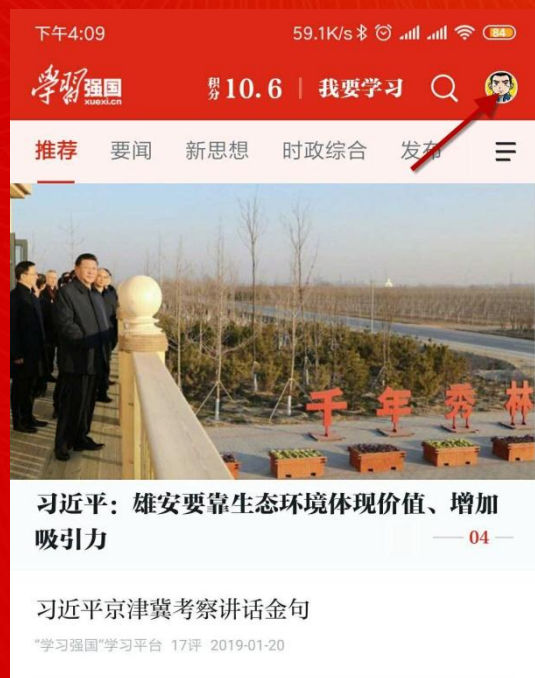 下午4:09 59.1K/s 84
学习强国 积分 10.6 | 我要学习
xuexi.cn
推荐 要闻 新思想 时政综合 发布
千年秀林
习近平：雄安要靠生态环境体现价值、增加
吸引力
04
习近平京津冀考察讲话金句
“学习强国”学习平台 17评 2019-01-20